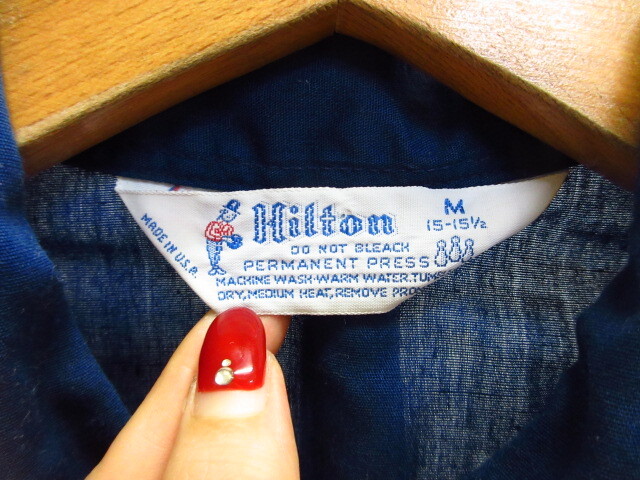 Hilton
M
15-15½
MADE IN U.S.A.
DO NOT BLEACH
PERMANENT PRESS
MACHINE WASH-WARM WATER. TUM
DRY, MEDIUM HEAT, REMOVE PRO